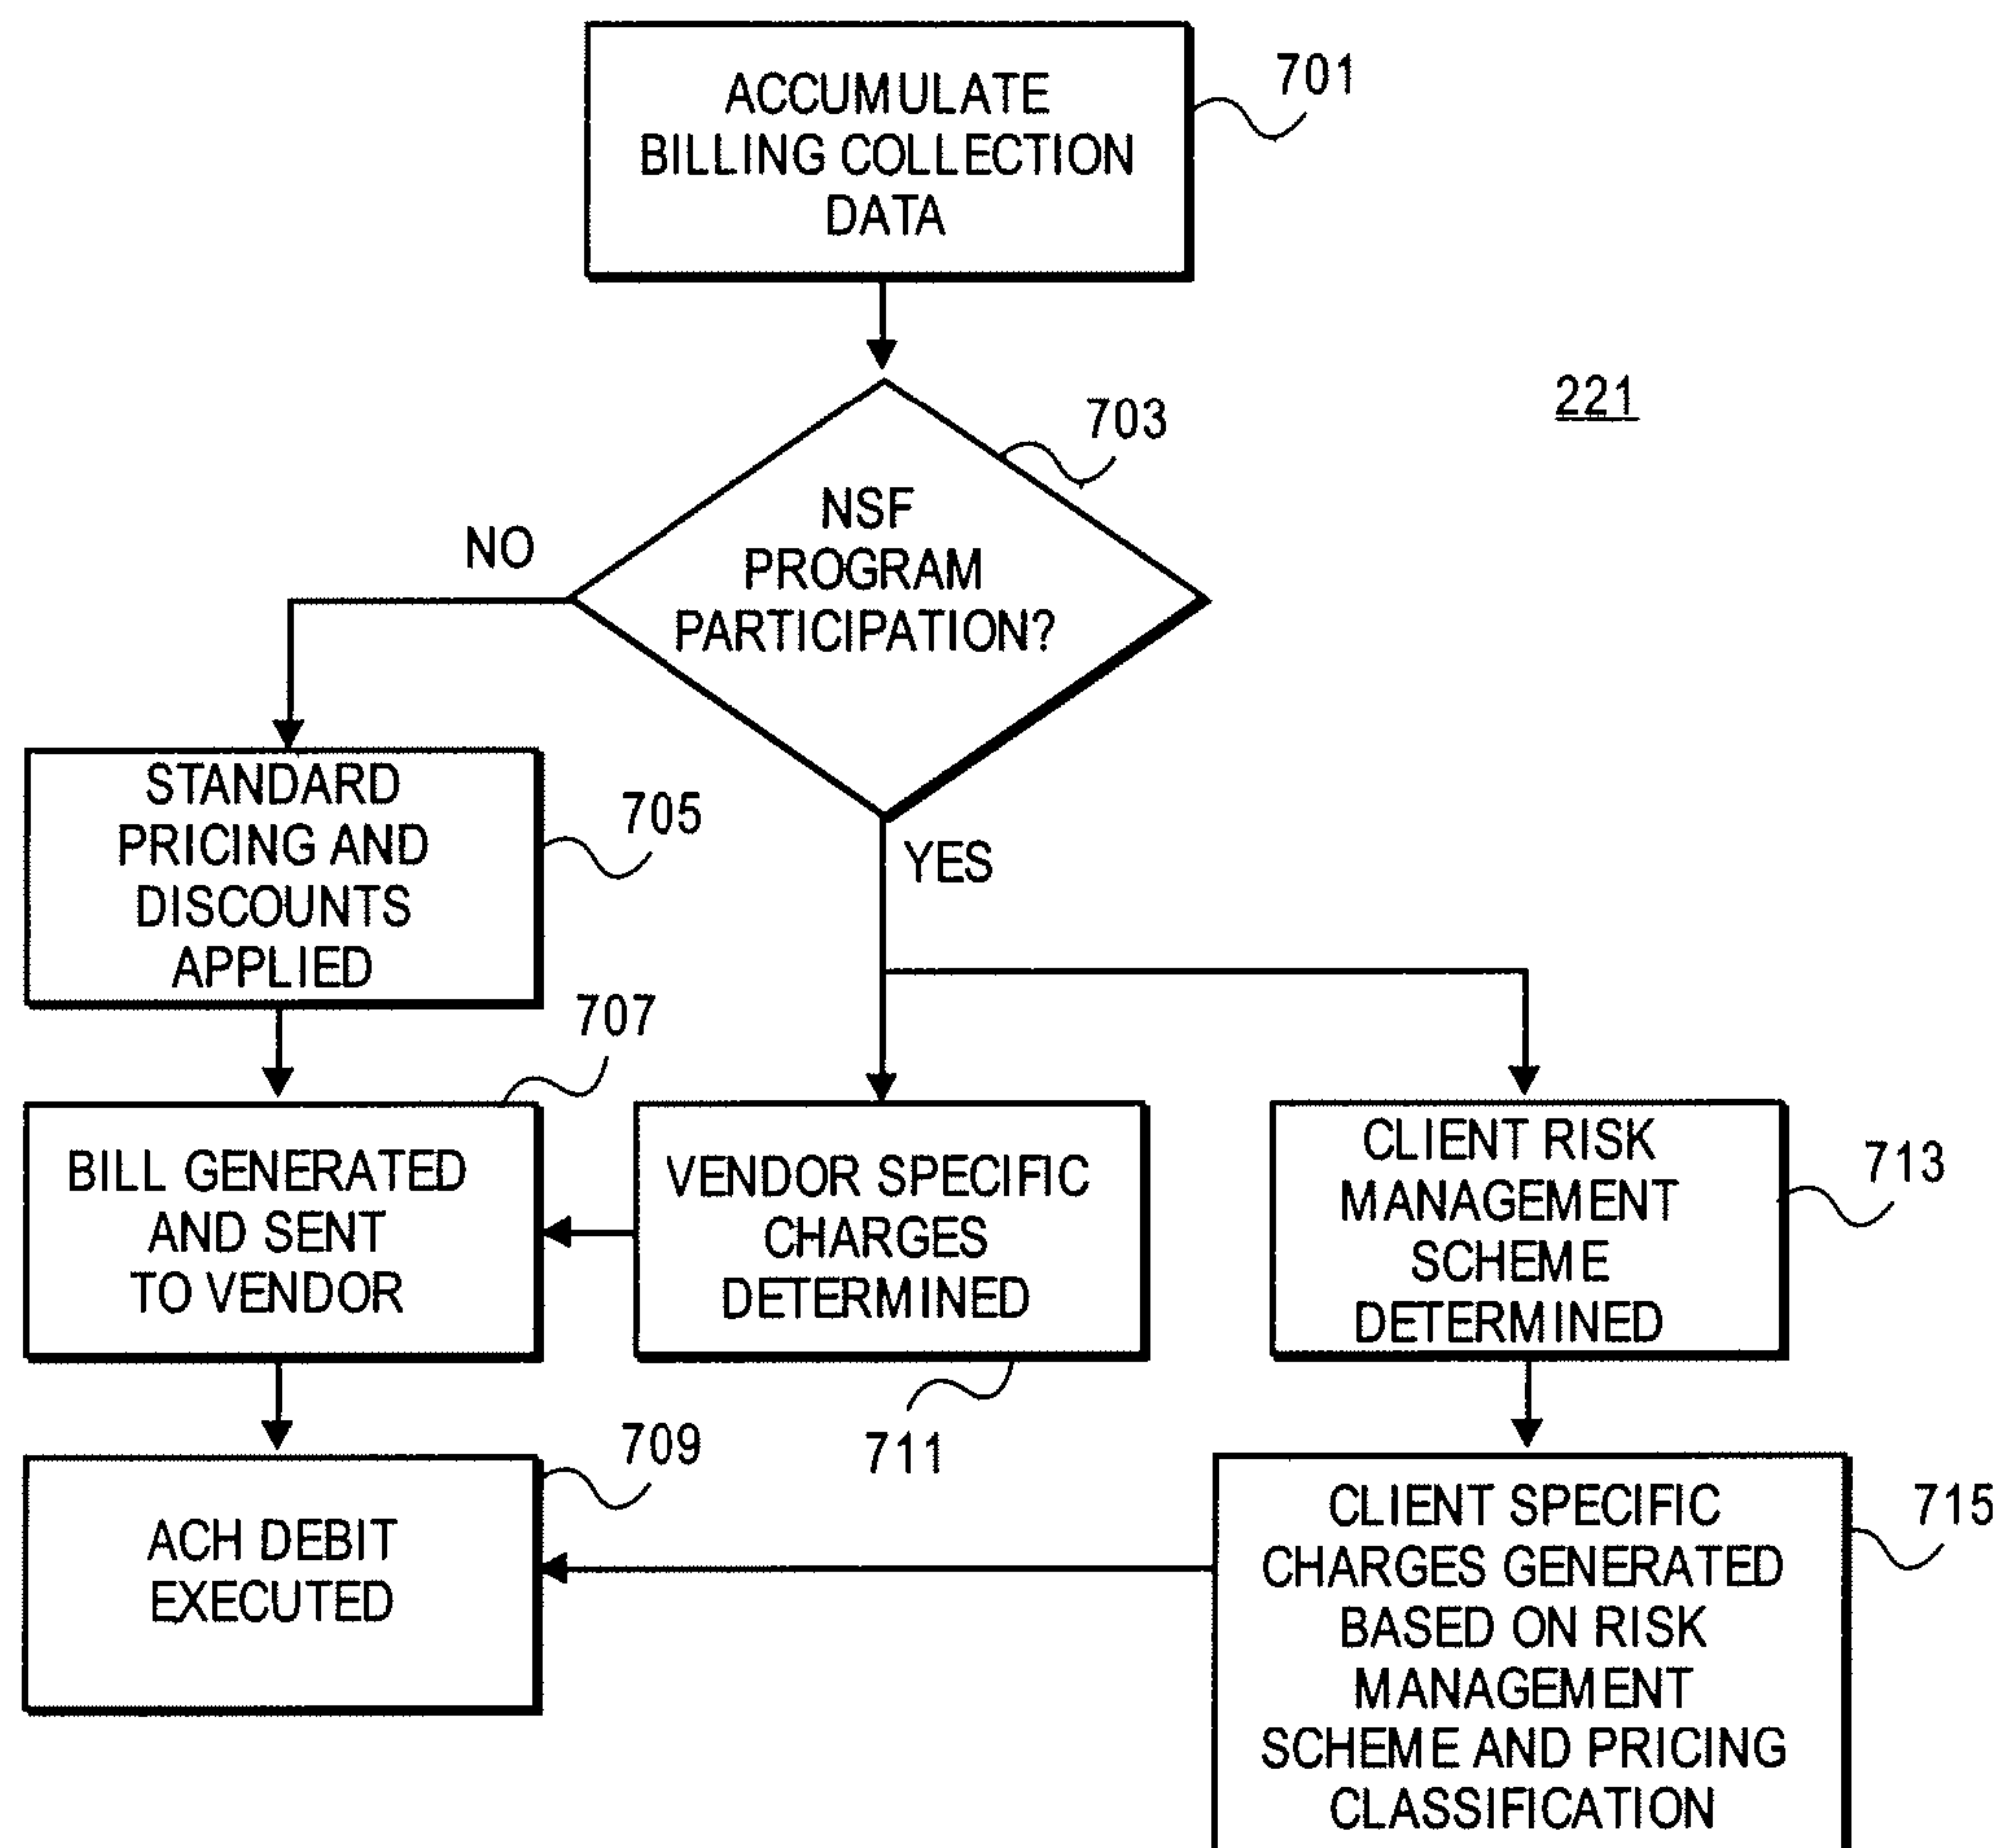 ACCUMULATE
BILLING COLLECTION
DATA
701
221
703
NSF
PROGRAM
PARTICIPATION?
NO
YES
STANDARD
PRICING AND
DISCOUNTS
APPLIED
705
707
BILL GENERATED
AND SENT
TO VENDOR
VENDOR SPECIFIC
CHARGES
DETERMINED
711
CLIENT RISK
MANAGEMENT
SCHEME
DETERMINED
713
709
ACH DEBIT
EXECUTED
CLIENT SPECIFIC
CHARGES GENERATED
BASED ON RISK
MANAGEMENT
SCHEME AND PRICING
CLASSIFICATION
715